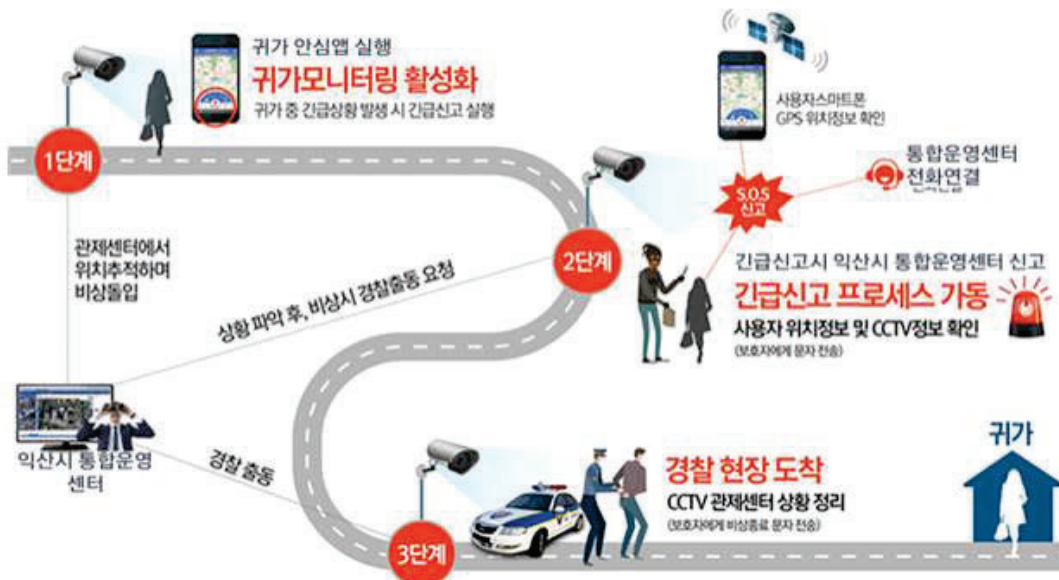 귀가 안심앱 실행
귀가모니터링 활성화
귀가 중 긴급상황 발생 시 긴급신고 실행
1단계
사용자스마트폰
GPS 위치정보 확인
통합운영센터
전화연결
S.O.S
신고
관제센터에서
위치추적하며
비상돌입
2단계
긴급신고시 익산시 통합운영센터 신고
긴급신고 프로세스 가동
사용자 위치정보 및 CCTV정보 확인
(보호자에게 문자 전송)
상황 파악 후, 비상시 경찰출동 요청
익산시 통합운영
센터
경찰 출동
3단계
경찰 현장 도착
CCTV 관제센터 상황 정리
(보호자에게 비상종료 문자 전송)
귀가